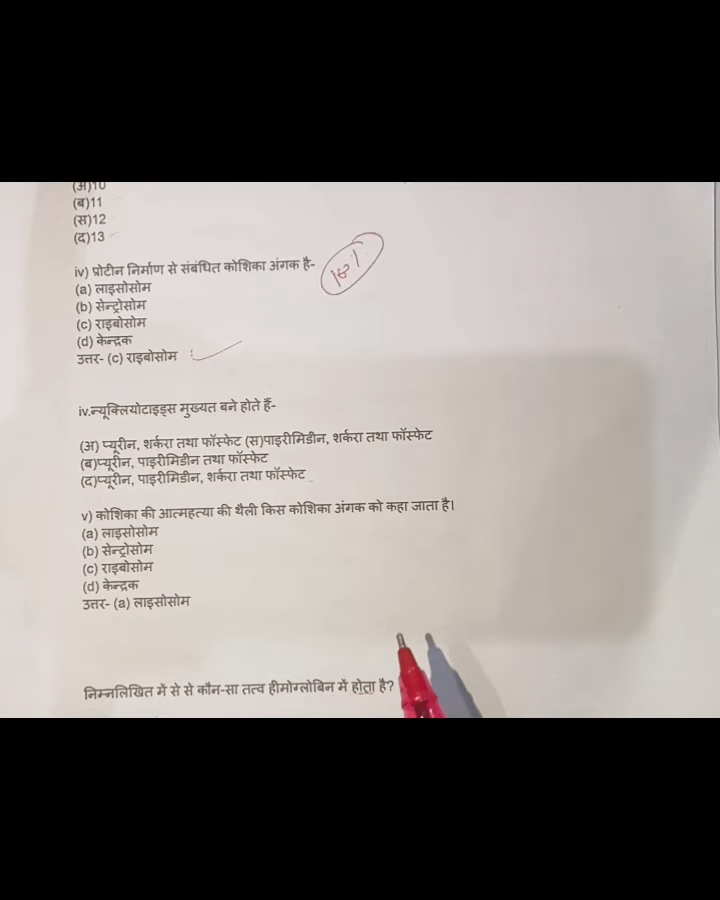 (अ)10
(ब)11
(स)12
(द)13
iv) प्रोटीन निर्माण से संबंधित कोशिका अंगक है-
(a) लाइसोसोम
(b) सेन्ट्रोसोम
(c) राइबोसोम
(d) केन्द्रक
उत्तर- (c) राइबोसोम
iv.न्यूक्लियोटाइड्स मुख्यत बने होते हैं-
(अ) प्यूरीन, शर्करा तथा फॉस्फेट (स)पाइरीमिडीन, शर्करा तथा फॉस्फेट
(ब)प्यूरीन, पाइरीमिडीन तथा फॉस्फेट
(द)प्यूरीन, पाइरीमिडीन, शर्करा तथा फॉस्फेट
v) कोशिका की आत्महत्या की थैली किस कोशिका अंगक को कहा जाता है।
(a) लाइसोसोम
(b) सेन्ट्रोसोम
(c) राइबोसोम
(d) केन्द्रक
उत्तर- (a) लाइसोसोम
निम्नलिखित में से से कौन-सा तत्व हीमोग्लोबिन में होता है?